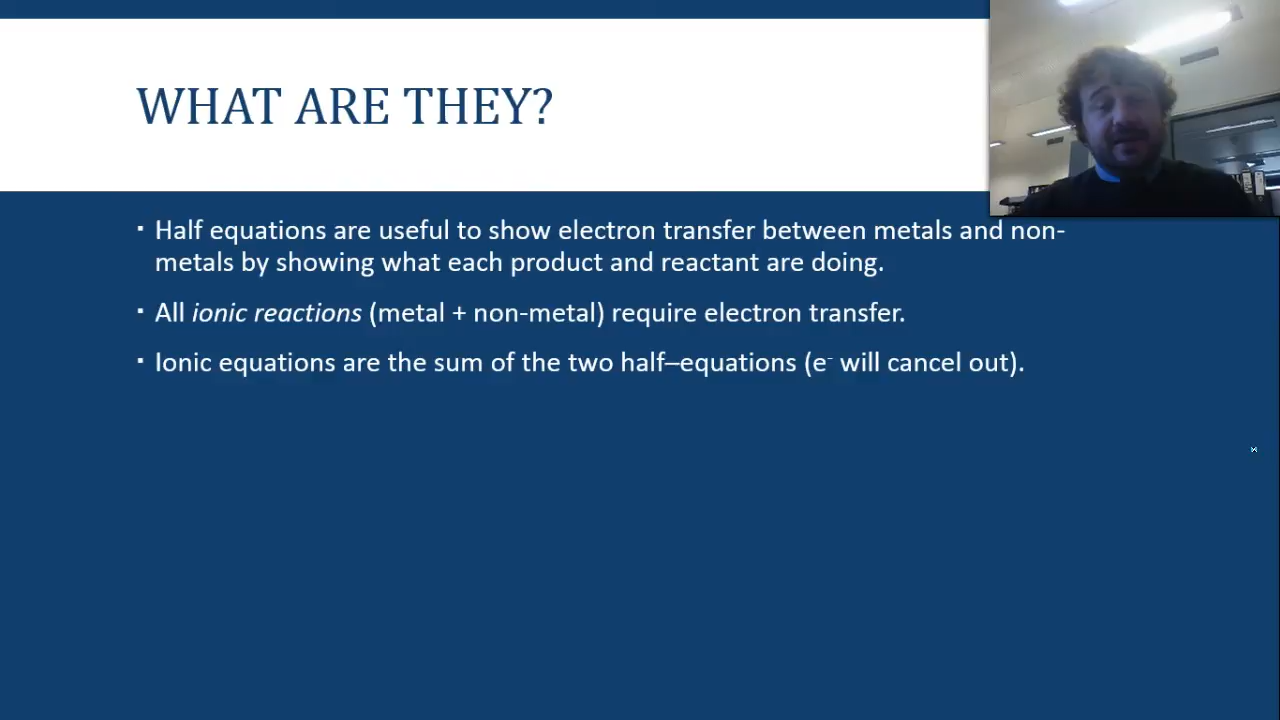 WHAT ARE THEY?
▪ Half equations are useful to show electron transfer between metals and non-
metals by showing what each product and reactant are doing.
▪ All ionic reactions (metal + non-metal) require electron transfer.
▪ Ionic equations are the sum of the two half–equations (e⁻ will cancel out).